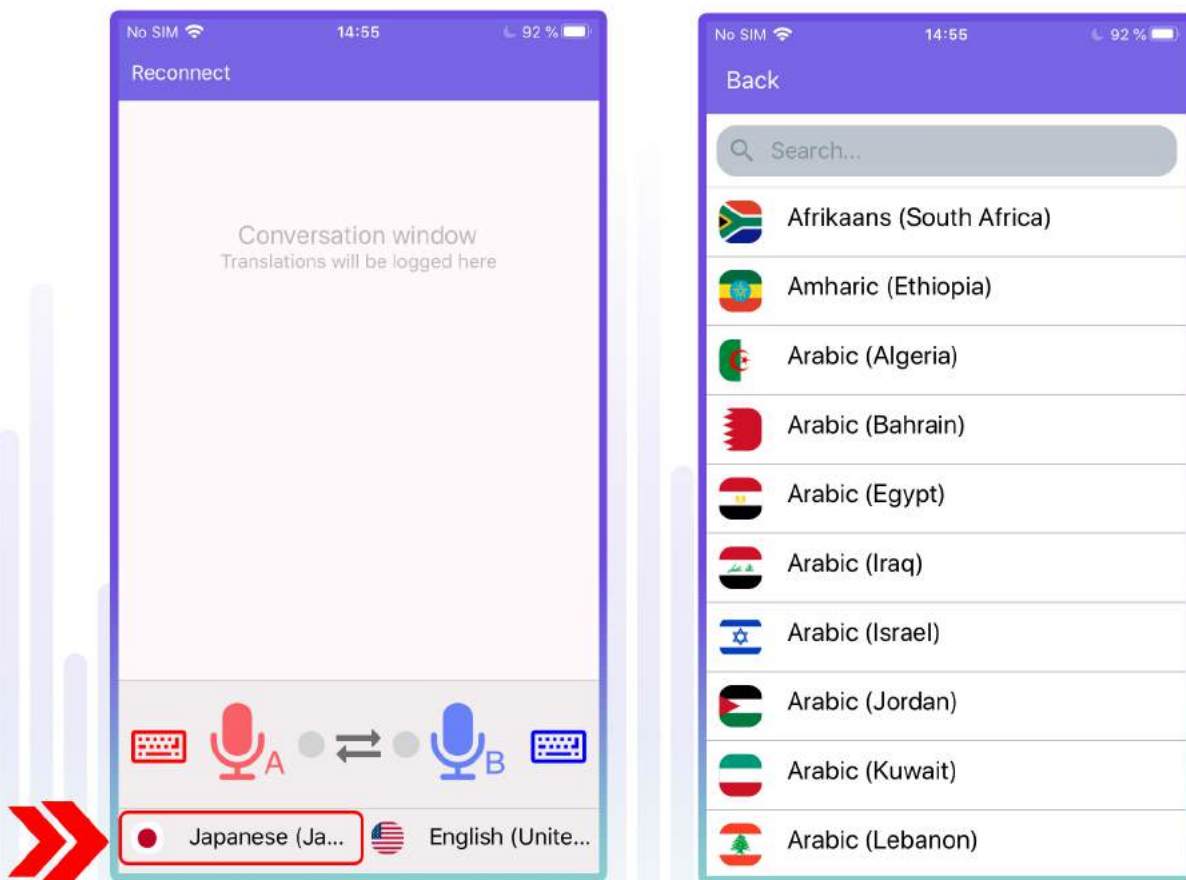 No SIM 14:55 92 %
Reconnect
Conversation window
Translations will be logged here
A B
Japanese (Ja... English (Unite...
No SIM 14:55 92 %
Back
Search...
Afrikaans (South Africa)
Amharic (Ethiopia)
Arabic (Algeria)
Arabic (Bahrain)
Arabic (Egypt)
Arabic (Iraq)
Arabic (Israel)
Arabic (Jordan)
Arabic (Kuwait)
Arabic (Lebanon)